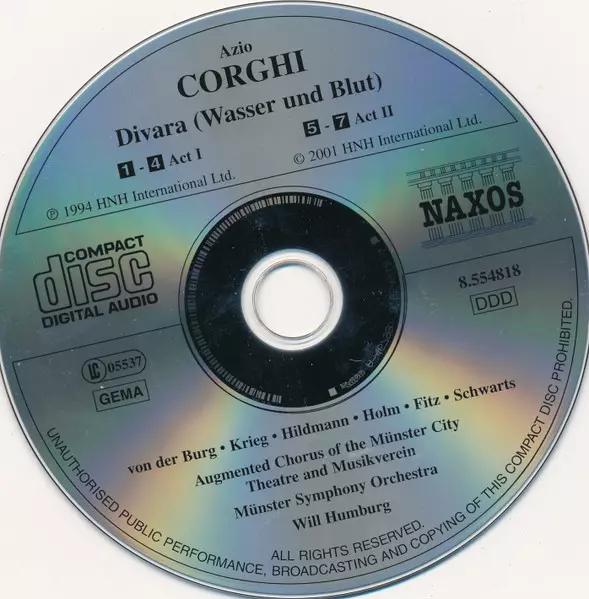 Azio
CORGHI
Divara (Wasser und Blut)
1 - 4 Act I
5 - 7 Act II
℗ 1994 HNH International Ltd.
© 2001 HNH International Ltd.
NAXOS
COMPACT
disc
DIGITAL AUDIO
8.554818
DDD
LC 05537
GEMA
von der Burg • Krieg • Hildmann • Holm • Fitz • Schwarts
Augmented Chorus of the Münster City
Theatre and Musikverein
Münster Symphony Orchestra
Will Humburg
ALL RIGHTS RESERVED.
UNAUTHORISED PUBLIC PERFORMANCE, BROADCASTING AND COPYING OF THIS COMPACT DISC PROHIBITED.